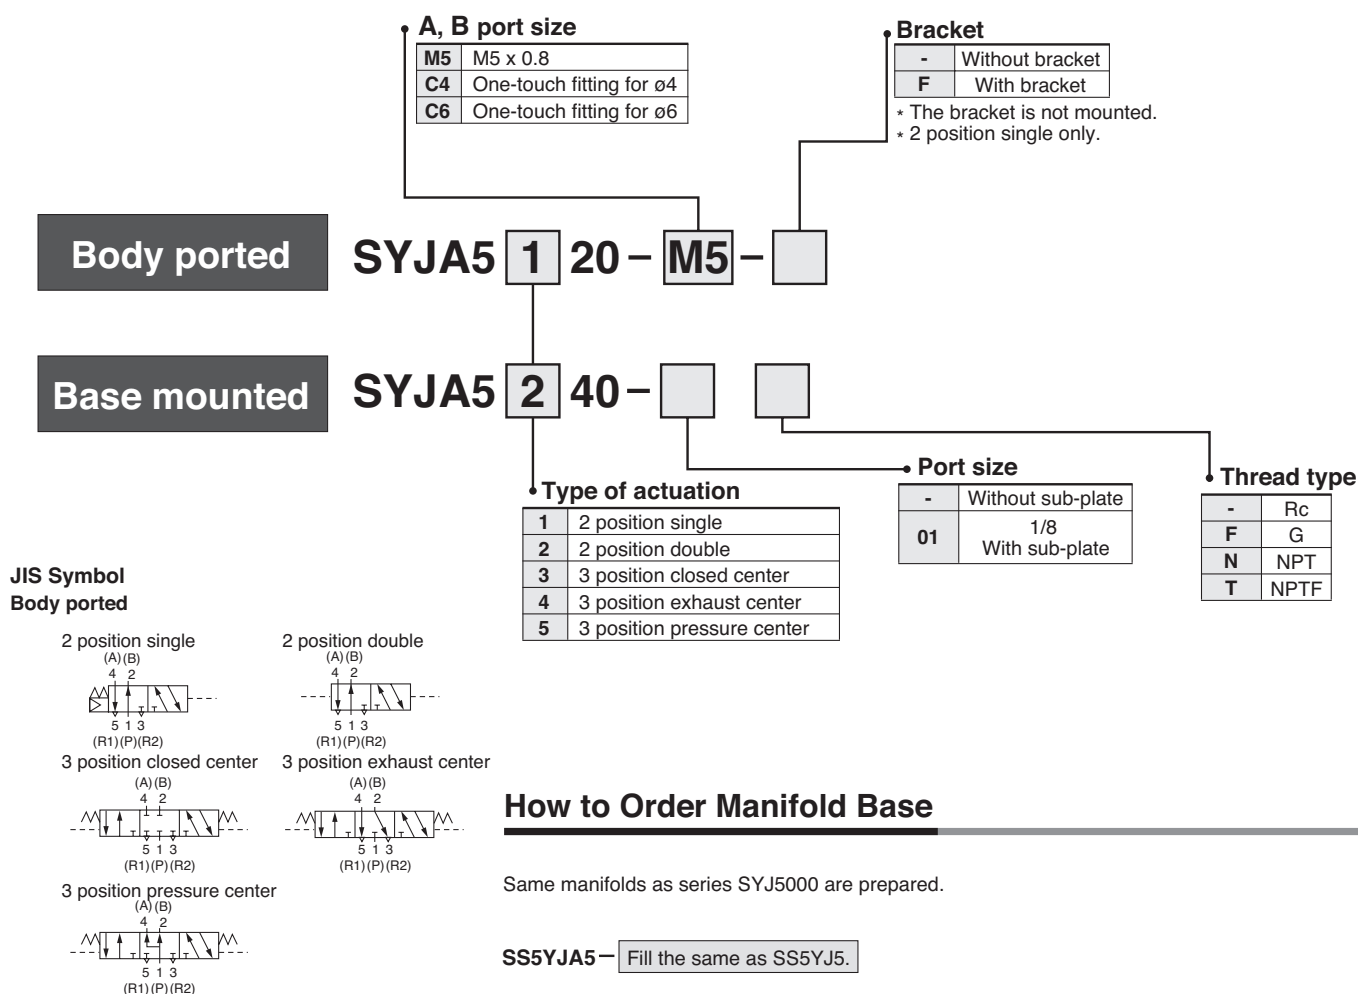 A, B port size
M5 M5 x 0.8
C4 One-touch fitting for ø4
C6 One-touch fitting for ø6
Bracket
- Without bracket
F With bracket
* The bracket is not mounted.
* 2 position single only.
Body ported SYJA5 1 20 – M5 –
Base mounted SYJA5 2 40 –
Type of actuation
1 2 position single
2 2 position double
3 3 position closed center
4 3 position exhaust center
5 3 position pressure center
Port size
- Without sub-plate
01 1/8
With sub-plate
Thread type
- Rc
F G
N NPT
T NPTF
JIS Symbol
Body ported
2 position single
(A) (B)
4 2
5 1 3
(R1) (P) (R2)
2 position double
(A) (B)
4 2
5 1 3
(R1) (P) (R2)
3 position closed center
(A) (B)
4 2
5 1 3
(R1) (P) (R2)
3 position exhaust center
(A) (B)
4 2
5 1 3
(R1) (P) (R2)
3 position pressure center
(A) (B)
4 2
5 1 3
(R1) (P) (R2)
How to Order Manifold Base
Same manifolds as series SYJ5000 are prepared.
SS5YJA5 – Fill the same as SS5YJ5.